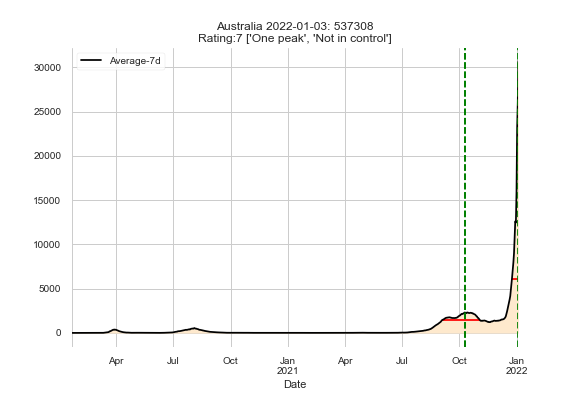 Australia 2022-01-03: 537308
Rating:7 ['One peak', 'Not in control']
Average-7d
30000
25000
20000
15000
10000
5000
0
Apr Jul Oct Jan Apr Jul Oct Jan
2021 2022
Date